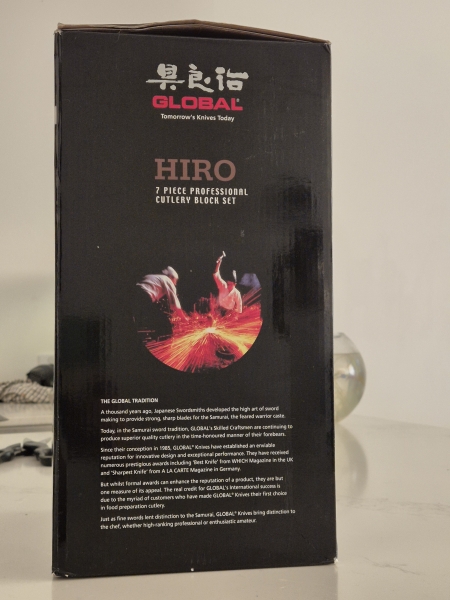 具良治
GLOBAL®
Tomorrow's Knives Today
HIRO
7 PIECE PROFESSIONAL
CUTLERY BLOCK SET
THE GLOBAL TRADITION
A thousand years ago, Japanese Swordsmiths developed the high art of sword
making to provide strong, sharp blades for the Samurai, the feared warrior caste.
Today, in the Samurai sword tradition, GLOBAL's Skilled Craftsmen are continuing to
produce superior quality cutlery in the time-honoured manner of their forebears.
Since their conception in 1985, GLOBAL® Knives have established an enviable
reputation for innovative design and exceptional performance. They have received
numerous prestigious awards including 'Best Knife' from WHICH Magazine in the UK
and 'Sharpest Knife' from A LA CARTE Magazine in Germany.
But whilst formal awards can enhance the reputation of a product, they are but
one measure of its appeal. The real credit for GLOBAL's international success is
due to the myriad of customers who have made GLOBAL® Knives their first choice
in food preparation cutlery.
Just as fine swords lent distinction to the Samurai, GLOBAL® Knives bring distinction to
the chef, whether high-ranking professional or enthusiastic amateur.